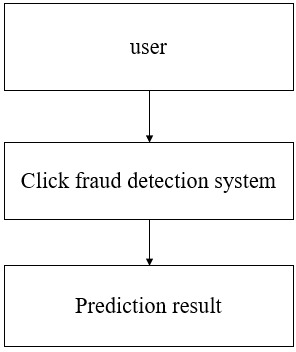 user
Click fraud detection system
Prediction result